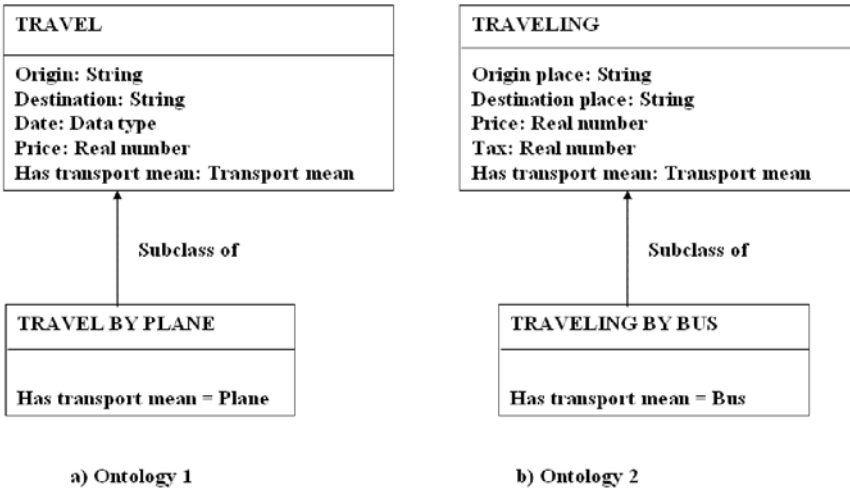 TRAVEL
Origin: String
Destination: String
Date: Data type
Price: Real number
Has transport mean: Transport mean
Subclass of
TRAVEL BY PLANE
Has transport mean = Plane
a) Ontology 1
TRAVELING
Origin place: String
Destination place: String
Price: Real number
Tax: Real number
Has transport mean: Transport mean
Subclass of
TRAVELING BY BUS
Has transport mean = Bus
b) Ontology 2